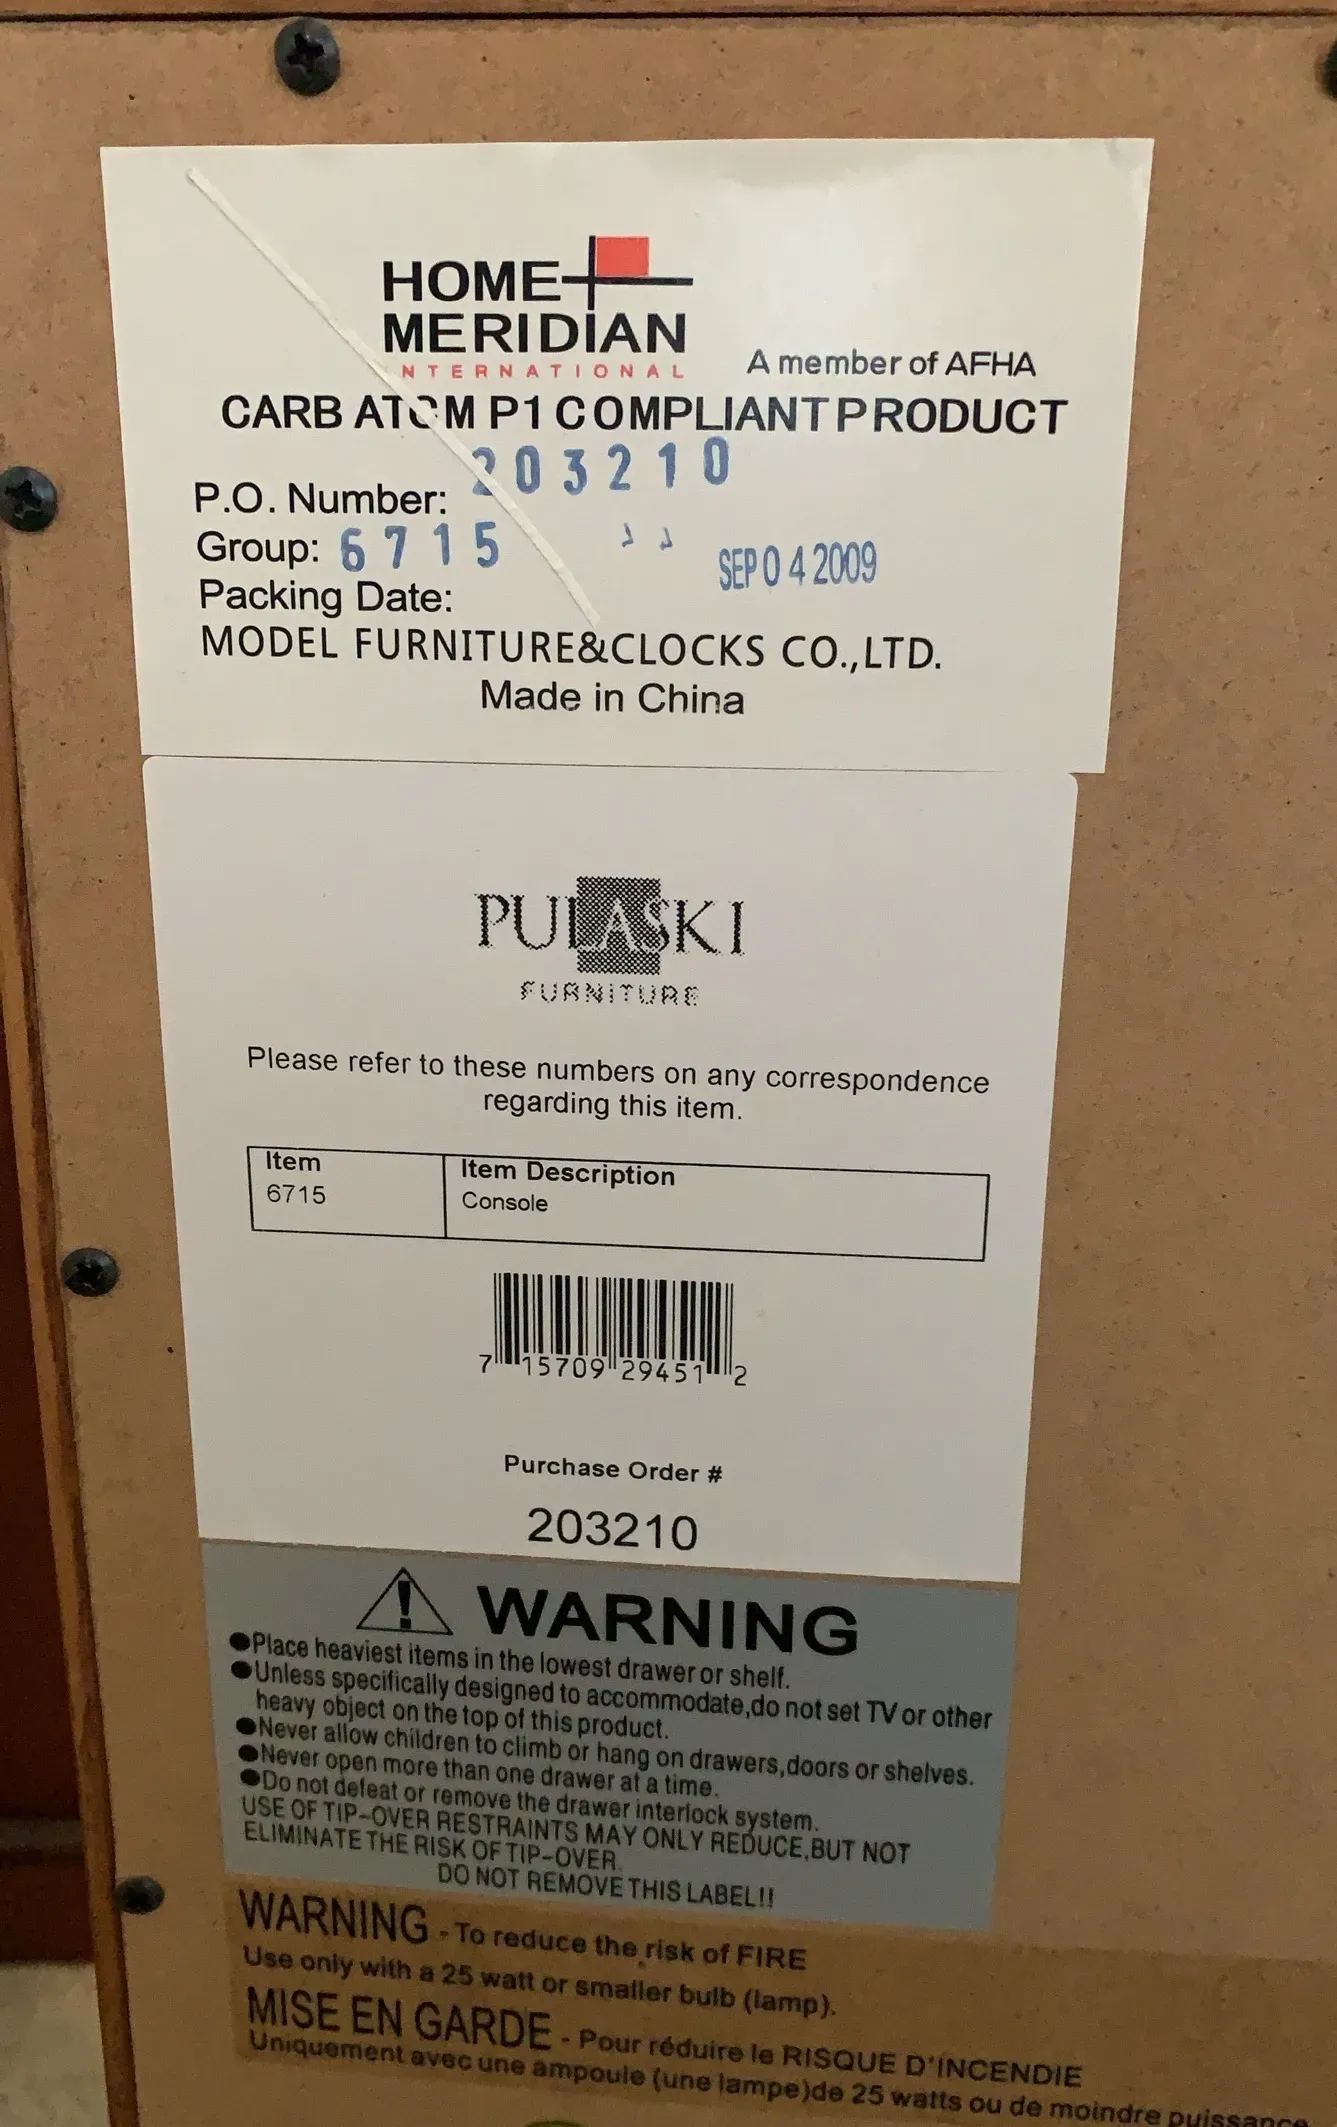 HOME
MERIDIAN
NTERNATIONAL
A member of AFHA
CARB ATCM P1 COMPLIANT PRODUCT
P.O. Number: 203210
Group: 6715
SEP 04 2009
Packing Date:
MODEL FURNITURE&CLOCKS CO.,LTD.
Made in China
PULASKI
FURNITURE
Please refer to these numbers on any correspondence
regarding this item.
Item Item Description
6715 Console
7 15709 29451 2
Purchase Order #
203210
WARNING
●Place heaviest items in the lowest drawer or shelf.
●Unless specifically designed to accommodate,do not set TV or other
heavy object on the top of this product.
●Never allow children to climb or hang on drawers,doors or shelves.
●Never open more than one drawer at a time.
●Do not defeat or remove the drawer interlock system.
USE OF TIP-OVER RESTRAINTS MAY ONLY REDUCE,BUT NOT
ELIMINATE THE RISK OF TIP-OVER.
DO NOT REMOVE THIS LABEL!!
WARNING - To reduce the risk of FIRE
Use only with a 25 watt or smaller bulb (lamp).
MISE EN GARDE - Pour réduire le RISQUE D'INCENDIE
Uniquement avec une ampoule (une lampe)de 25 watts ou de moindre puissance